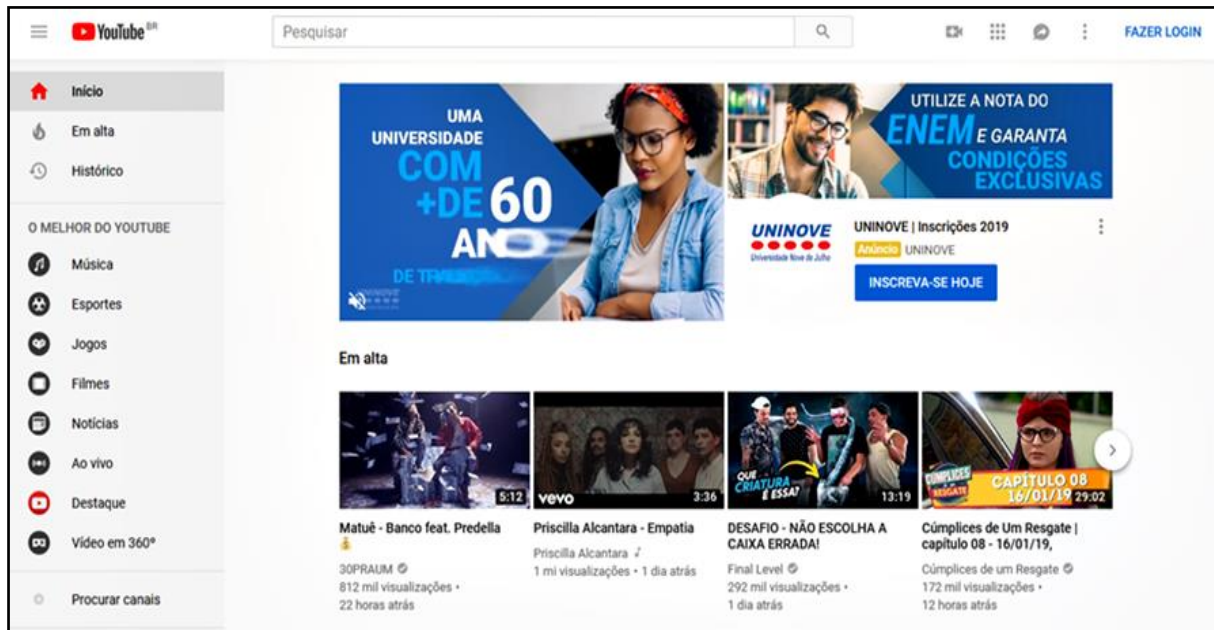 YouTube BR
Pesquisar
FAZER LOGIN
Início
Em alta
Histórico
O MELHOR DO YOUTUBE
Música
Esportes
Jogos
Filmes
Notícias
Ao vivo
Destaque
Vídeo em 360º
Procurar canais
UMA
UNIVERSIDADE
COM
+DE 60
DE
UTILIZE A NOTA DO
ENEM E GARANTA
CONDIÇÕES
EXCLUSIVAS
UNINOVE
Universidade Nove de Julho
UNINOVE | Inscrições 2019
Anúncio UNINOVE
INSCREVA-SE HOJE
Em alta
5:12
Matuê - Banco feat. Predella
30PRAUM
812 mil visualizações •
22 horas atrás
vevo 3:36
Priscilla Alcantara - Empatia
Priscilla Alcantara
1 mi visualizações • 1 dia atrás
QUE
CRIATURA
É ESSA?
13:19
DESAFIO - NÃO ESCOLHA A
CAIXA ERRADA!
Final Level
292 mil visualizações •
1 dia atrás
CÚMPLICES
RESGATE
CAPÍTULO 08
16/01/19 29:02
Cúmplices de Um Resgate |
capítulo 08 - 16/01/19,
Cúmplices de um Resgate
172 mil visualizações •
12 horas atrás